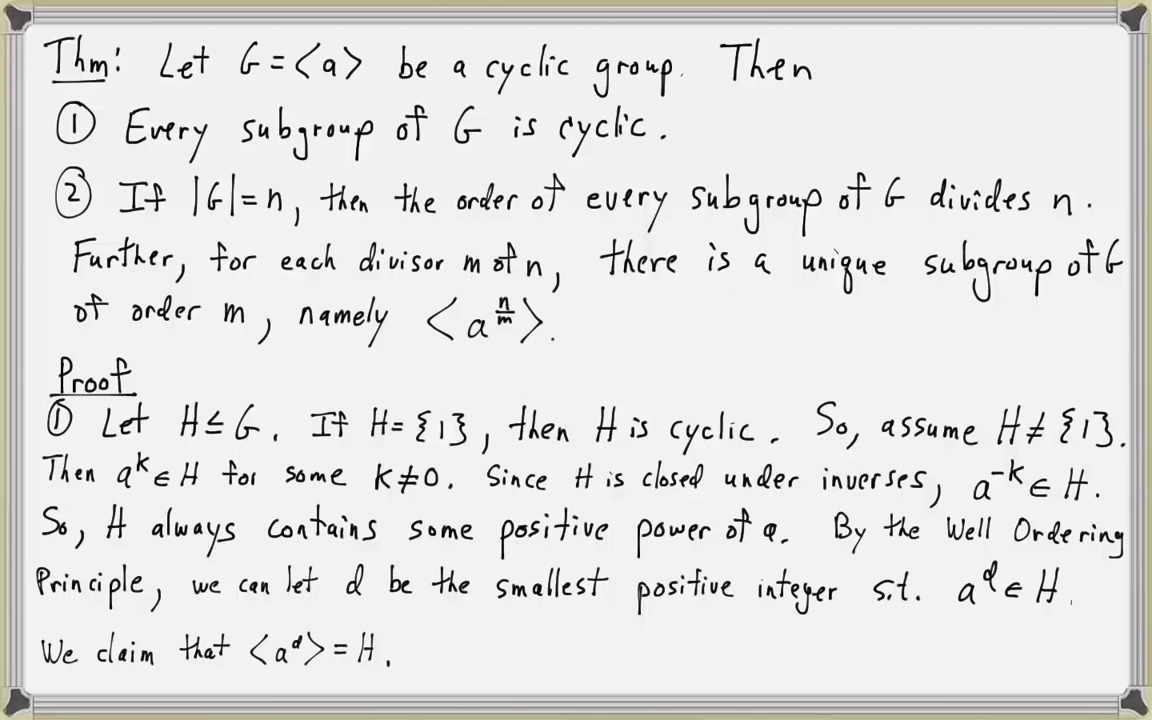 Thm: Let G = ⟨a⟩ be a cyclic group. Then
① Every subgroup of G is cyclic.
② If |G|=n, then the order of every subgroup of G divides n.
Further, for each divisor m of n, there is a unique subgroup of G
of order m, namely ⟨a^{n/m}⟩.
Proof
① Let H ≤ G. If H = {1}, then H is cyclic. So, assume H ≠ {1}.
Then a^k ∈ H for some k ≠ 0. Since H is closed under inverses, a^{-k} ∈ H.
So, H always contains some positive power of a. By the Well Ordering
Principle, we can let d be the smallest positive integer s.t. a^d ∈ H.
We claim that ⟨a^d⟩ = H.